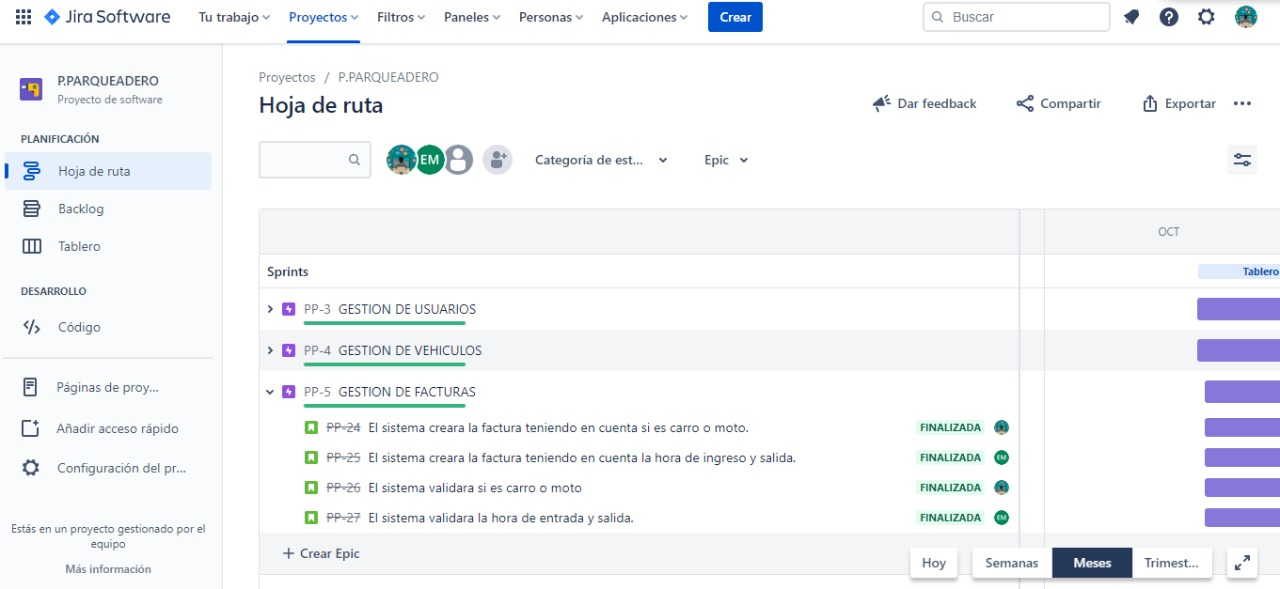 Jira Software Tu trabajo Proyectos Filtros Paneles Personas Aplicaciones Crear Buscar
P.PARQUEADERO
Proyecto de software
PLANIFICACIÓN
Hoja de ruta
Backlog
Tablero
DESARROLLO
Código
Páginas de proy...
Añadir acceso rápido
Configuración del pr...
Estás en un proyecto gestionado por el
equipo
Más información
Proyectos / P.PARQUEADERO
Hoja de ruta
Dar feedback Compartir Exportar
EM Categoría de est... Epic
OCT
Sprints Tablero
PP-3 GESTION DE USUARIOS
PP-4 GESTION DE VEHICULOS
PP-5 GESTION DE FACTURAS
PP-24 El sistema creara la factura teniendo en cuenta si es carro o moto. FINALIZADA
PP-25 El sistema creara la factura teniendo en cuenta la hora de ingreso y salida. FINALIZADA EM
PP-26 El sistema validara si es carro o moto FINALIZADA
PP-27 El sistema validara la hora de entrada y salida. FINALIZADA EM
+ Crear Epic
Hoy Semanas Meses Trimest...